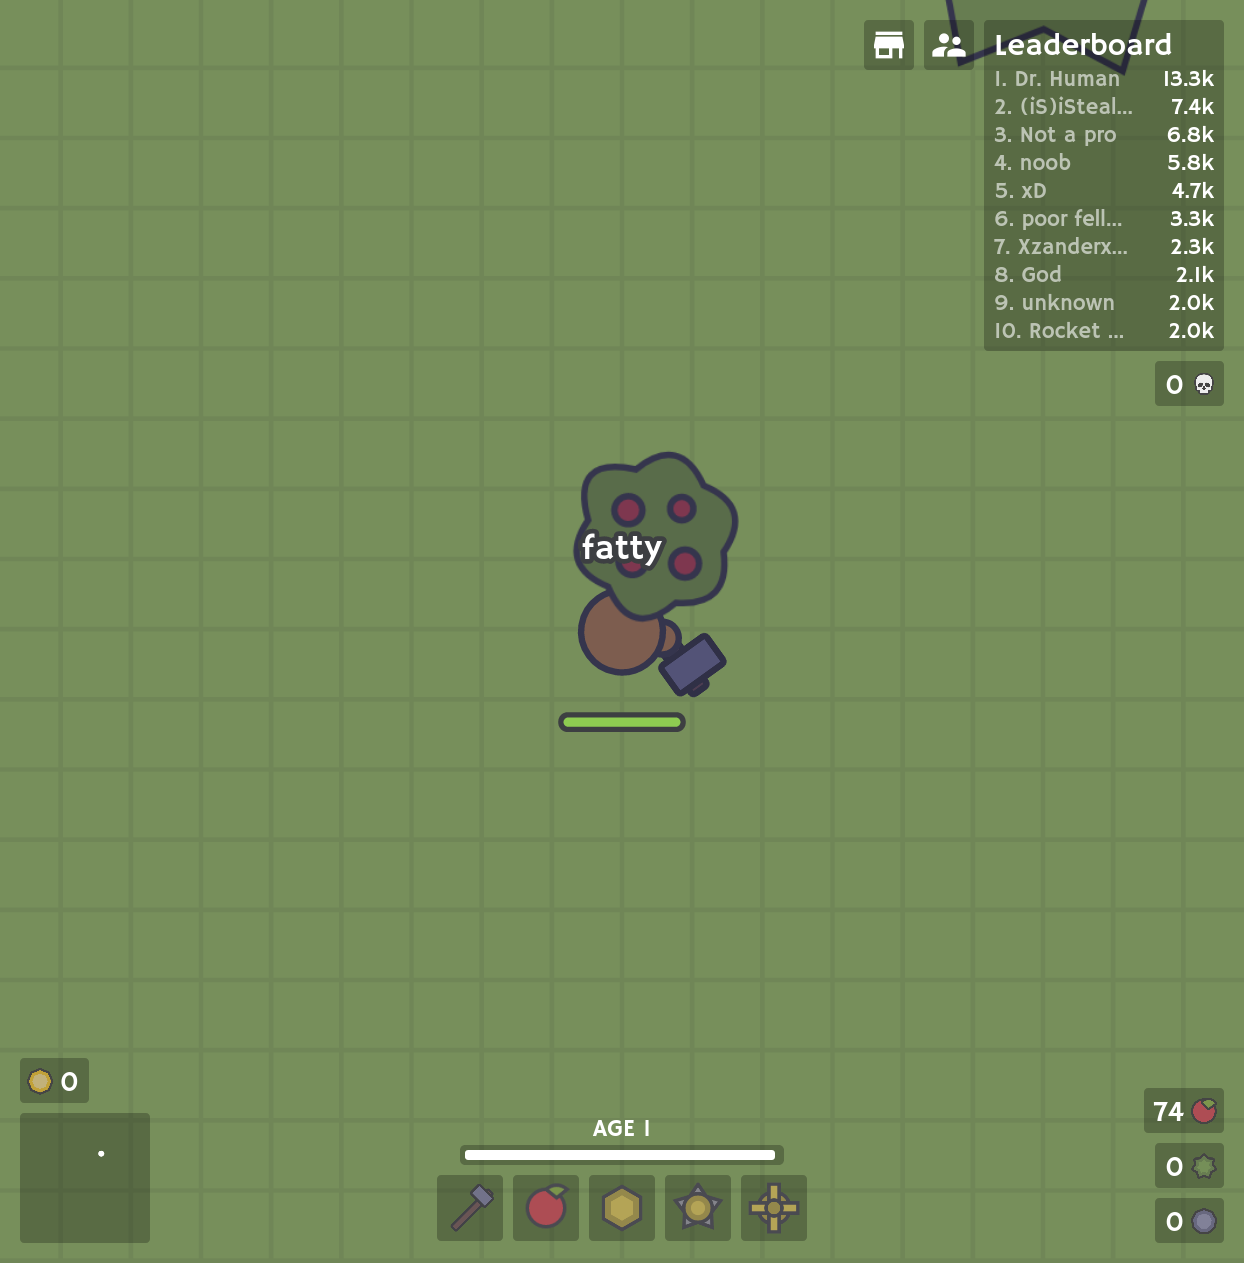 Leaderboard
1. Dr. Human 13.3k
2. (iS)iSteal... 7.4k
3. Not a pro 6.8k
4. noob 5.8k
5. xD 4.7k
6. poor fell... 3.3k
7. Xzanderx... 2.3k
8. God 2.1k
9. unknown 2.0k
10. Rocket ... 2.0k
0
fatty
0
74
AGE 1
0
0